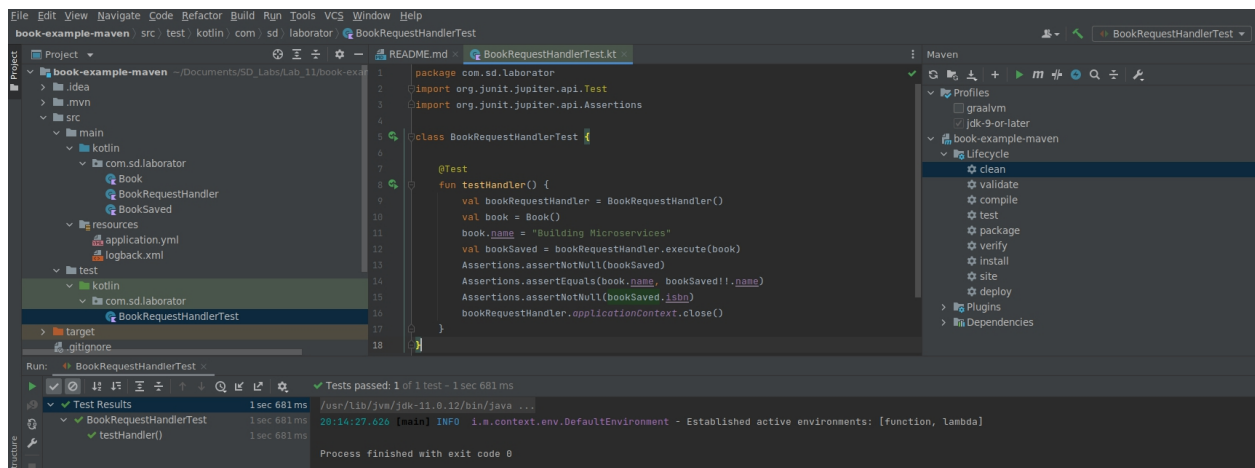 File Edit View Navigate Code Refactor Build Run Tools VCS Window Help
book-example-maven src test kotlin com sd laborator BookRequestHandlerTest
BookRequestHandlerTest
Project
README.md
BookRequestHandlerTest.kt
Maven
Project
book-example-maven ~/Documents/SD_Labs/Lab_11/book-exar
.idea
.mvn
src
main
kotlin
com.sd.laborator
Book
BookRequestHandler
BookSaved
resources
application.yml
logback.xml
test
kotlin
com.sd.laborator
BookRequestHandlerTest
target
.gitignore
1 package com.sd.laborator
2 import org.junit.jupiter.api.Test
3 import org.junit.jupiter.api.Assertions
4
5 class BookRequestHandlerTest {
6
7 @Test
8 fun testHandler() {
9 val bookRequestHandler = BookRequestHandler()
10 val book = Book()
11 book.name = "Building Microservices"
12 val bookSaved = bookRequestHandler.execute(book)
13 Assertions.assertNotNull(bookSaved)
14 Assertions.assertEquals(book.name, bookSaved!!.name)
15 Assertions.assertNotNull(bookSaved.isbn)
16 bookRequestHandler.applicationContext.close()
17 }
18 }
Profiles
graalvm
jdk-9-or-later
book-example-maven
Lifecycle
clean
validate
compile
test
package
verify
install
site
deploy
Plugins
Dependencies
Run: BookRequestHandlerTest
Tests passed: 1 of 1 test – 1 sec 681 ms
Test Results 1 sec 681 ms
BookRequestHandlerTest 1 sec 681 ms
testHandler() 1 sec 681 ms
/usr/lib/jvm/jdk-11.0.12/bin/java ...
20:14:27.626 [main] INFO i.m.context.env.DefaultEnvironment - Established active environments: [function, lambda]
Process finished with exit code 0